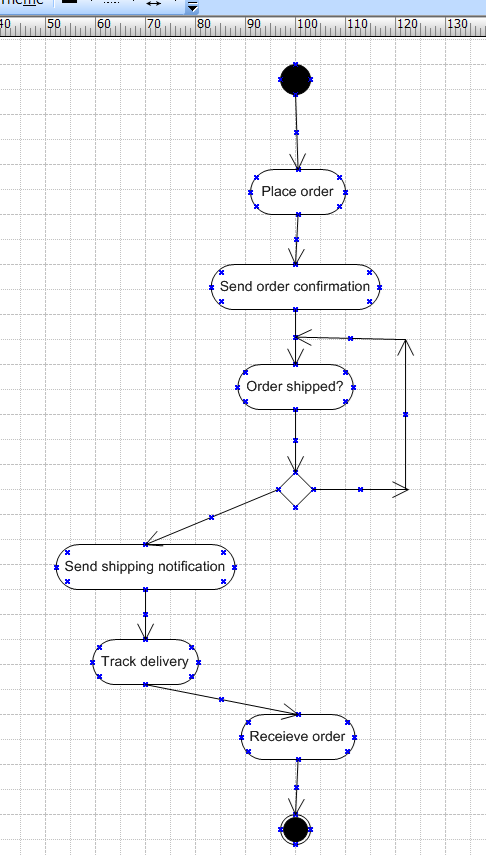 Theme
40 50 60 70 80 90 100 110 120 130
Place order
Send order confirmation
Order shipped?
Send shipping notification
Track delivery
Receieve order